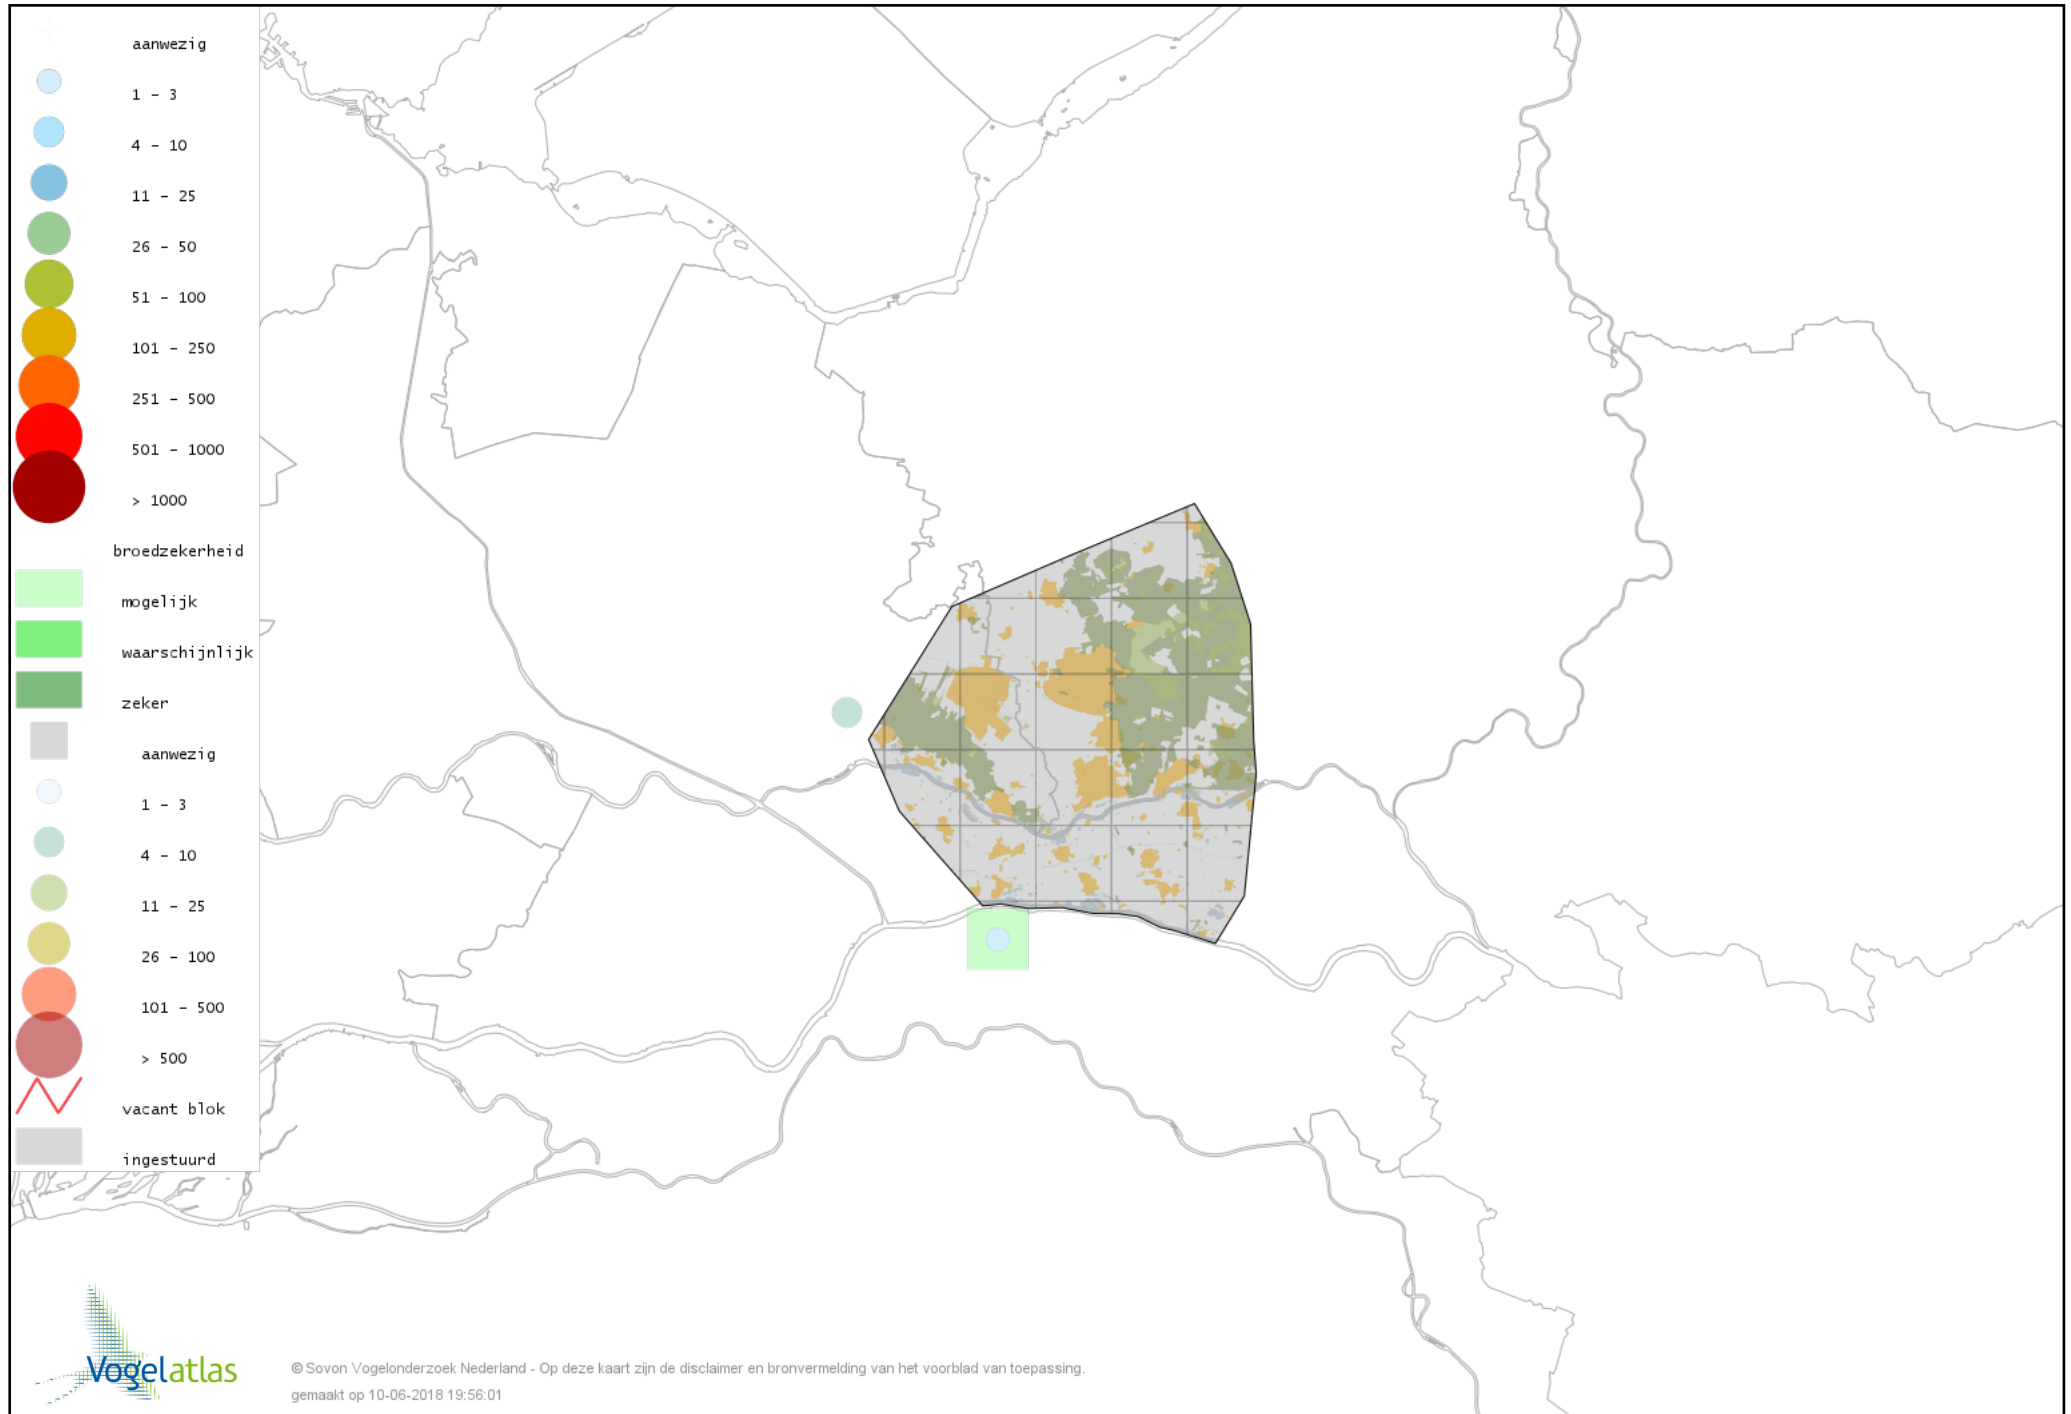 aanwezig
1 - 3
4 - 10
11 - 25
26 - 50
51 - 100
101 - 250
251 - 500
501 - 1000
> 1000
broedzekerheid
mogelijk
waarschijnlijk
zeker
aanwezig
1 - 3
4 - 10
11 - 25
26 - 100
101 - 500
> 500
vacant blok
ingestuurd
Vogelatlas
© Sovon Vogelonderzoek Nederland - Op deze kaart zijn de disclaimer en bronvermelding van het voorblad van toepassing.
gemaakt op 10-06-2018 19:56:01